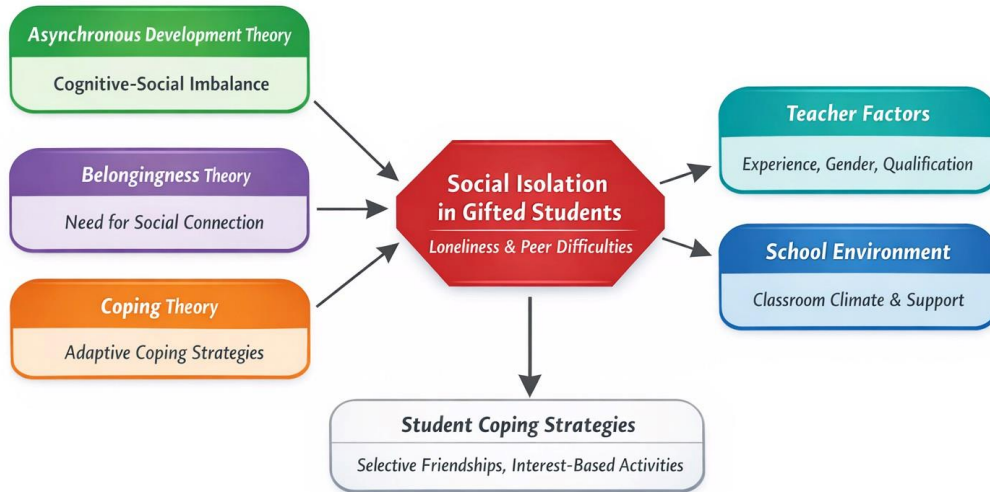 Asynchronous Development Theory
Cognitive-Social Imbalance
Belongingness Theory
Need for Social Connection
Coping Theory
Adaptive Coping Strategies
Social Isolation
in Gifted Students
Loneliness & Peer Difficulties
Teacher Factors
Experience, Gender, Qualification
School Environment
Classroom Climate & Support
Student Coping Strategies
Selective Friendships, Interest-Based Activities